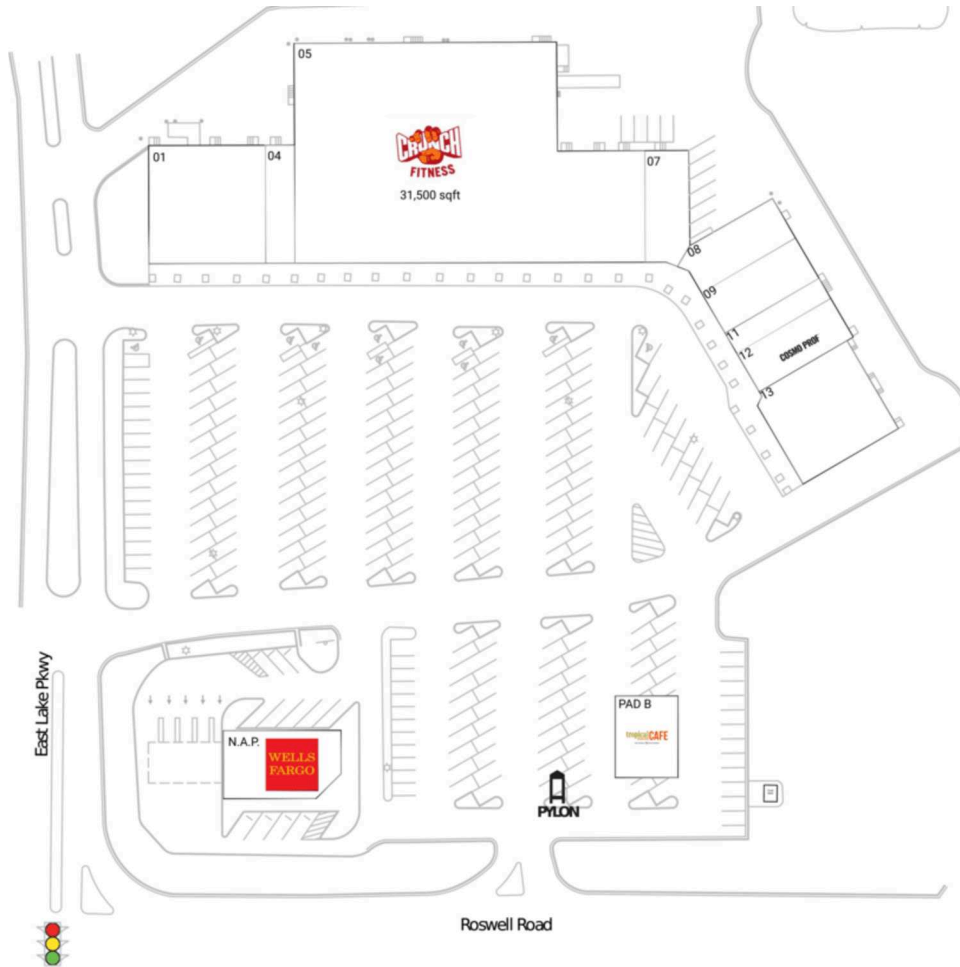 05
CRUNCH
FITNESS
31,500 sqft
01
04
07
08
09
11
12
COSMO PROF
13
East Lake Pkwy
N.A.P.
WELLS
FARGO
PAD B
tropical CAFE
PYLON
Roswell Road